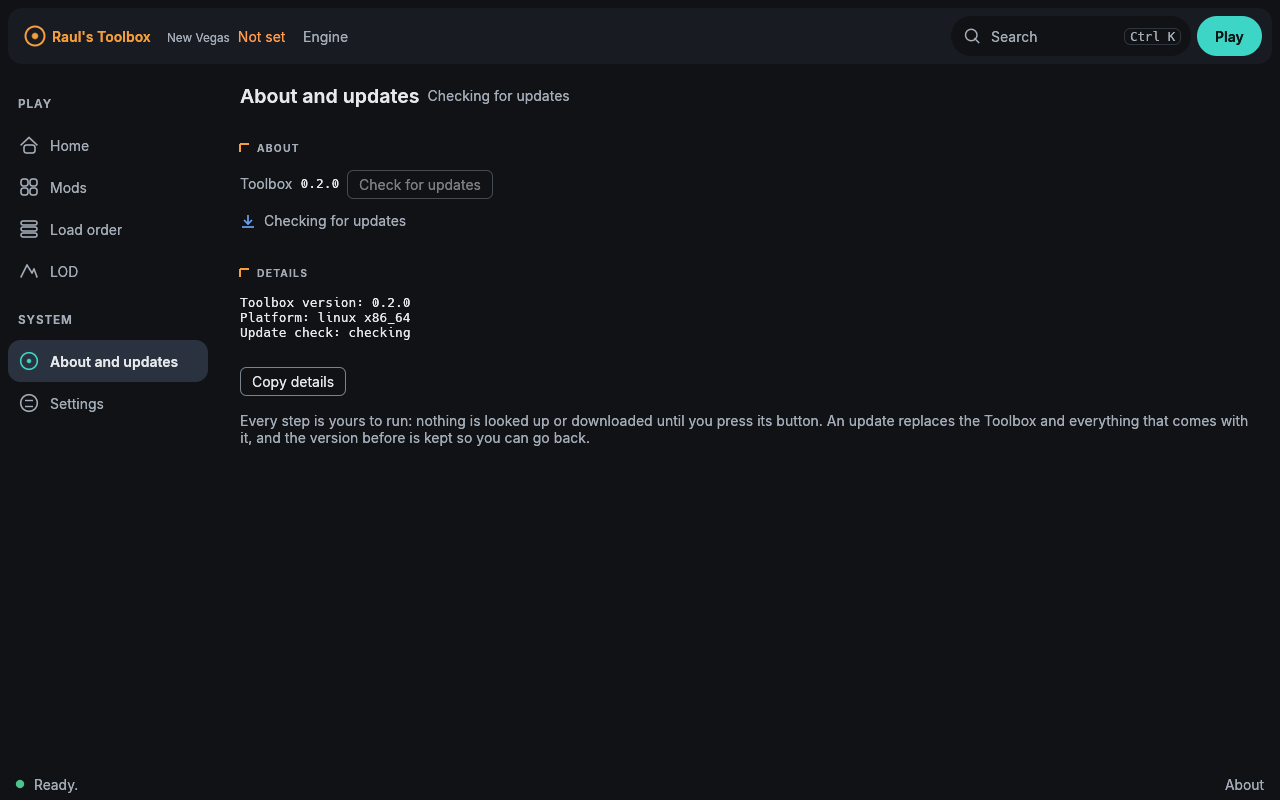 Raul's Toolbox New Vegas Not set Engine Search Ctrl K Play
PLAY
Home
Mods
Load order
LOD
SYSTEM
About and updates
Settings
About and updates Checking for updates
ABOUT
Toolbox 0.2.0 Check for updates
Checking for updates
DETAILS
Toolbox version: 0.2.0
Platform: linux x86_64
Update check: checking
Copy details
Every step is yours to run: nothing is looked up or downloaded until you press its button. An update replaces the Toolbox and everything that comes with
it, and the version before is kept so you can go back.
Ready. About